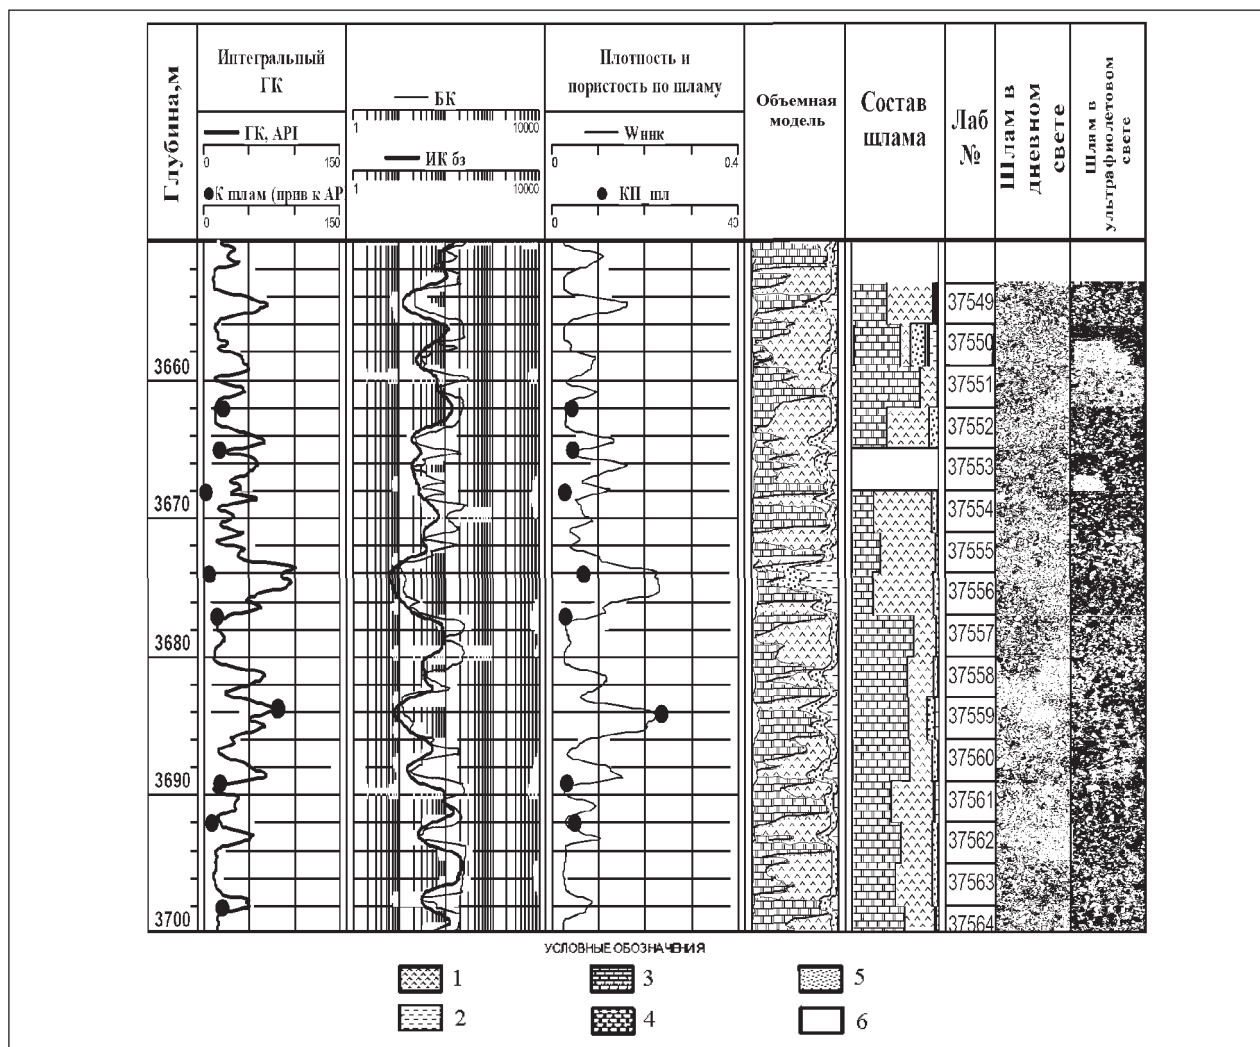 Глубина,м
Интегральный
ГК
ГК, API
0 150
К шлам (прив к АР
0 150
БК
1 10000
ИК бз
1 10000
Плотность и
пористость по шламу
Wннк
0 0.4
КП_шл
0 40
Объемная
модель
Состав
шлама
Лаб
№
Шлам в
дневном
свете
Шлям в
ультрафиолетовом
свете
3660
3670
3680
3690
3700
37549
37550
37551
37552
37553
37554
37555
37556
37557
37558
37559
37560
37561
37562
37563
37564
УСЛОВНЫЕ ОБОЗНАЧЕНИЯ
1
3
5
2
4
6